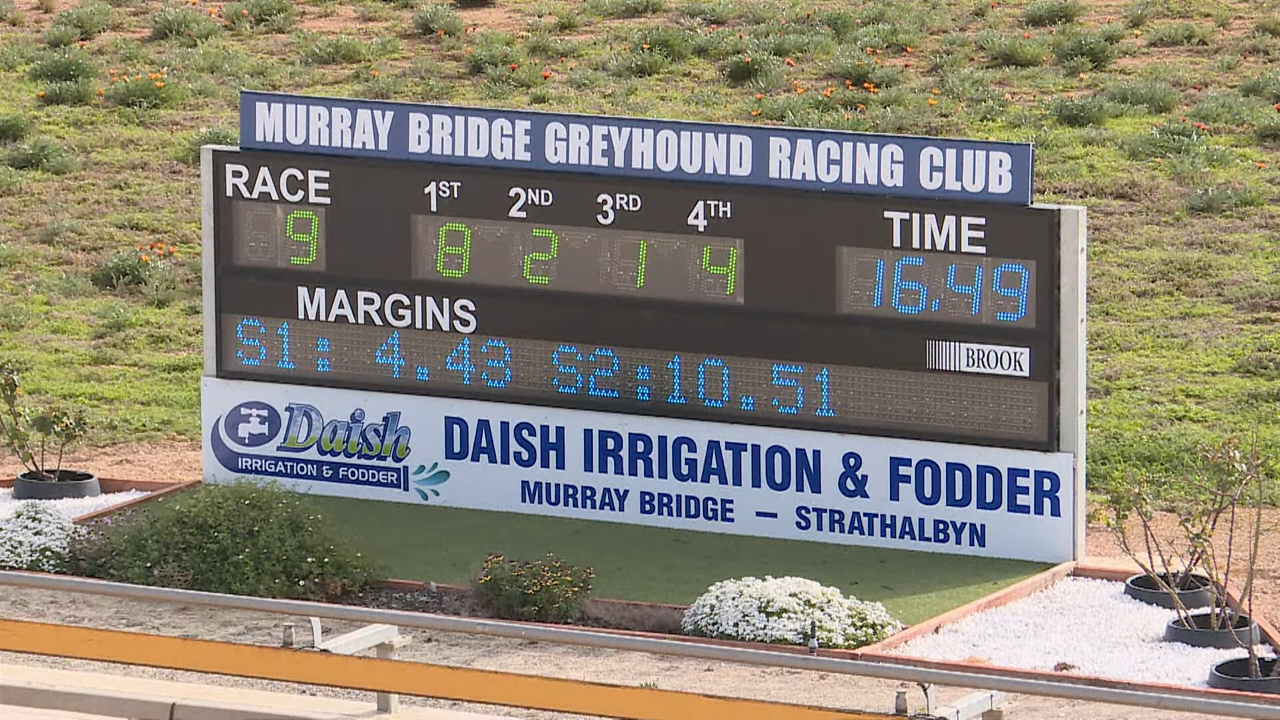 MURRAY BRIDGE GREYHOUND RACING CLUB
RACE 1ST 2ND 3RD 4TH TIME
9 8 2 1 4 16.49
MARGINS
BROOK
S1: 4.43 S2:10.51
Daish
IRRIGATION & FODDER
DAISH IRRIGATION & FODDER
MURRAY BRIDGE – STRATHALBYN